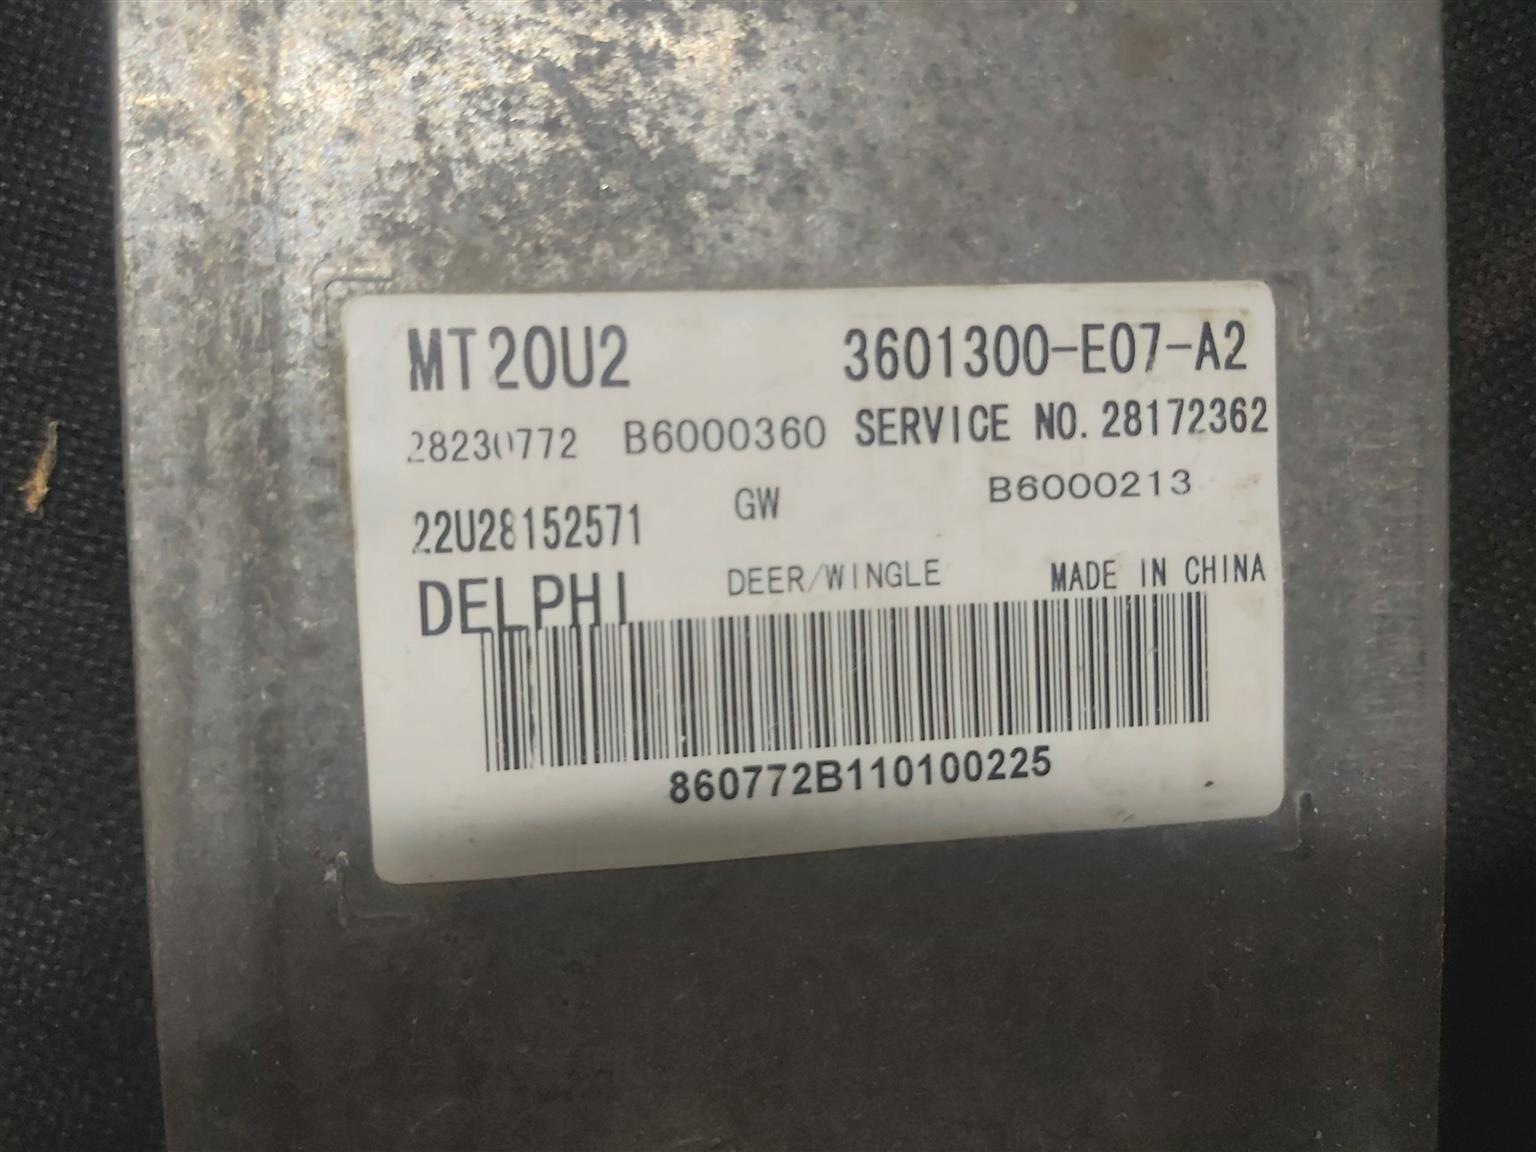 MT20U2 3601300-E07-A2
28230772 B6000360 SERVICE NO. 28172362
22U28152571 GW B6000213
DELPHI DEER/WINGLE MADE IN CHINA
860772B110100225